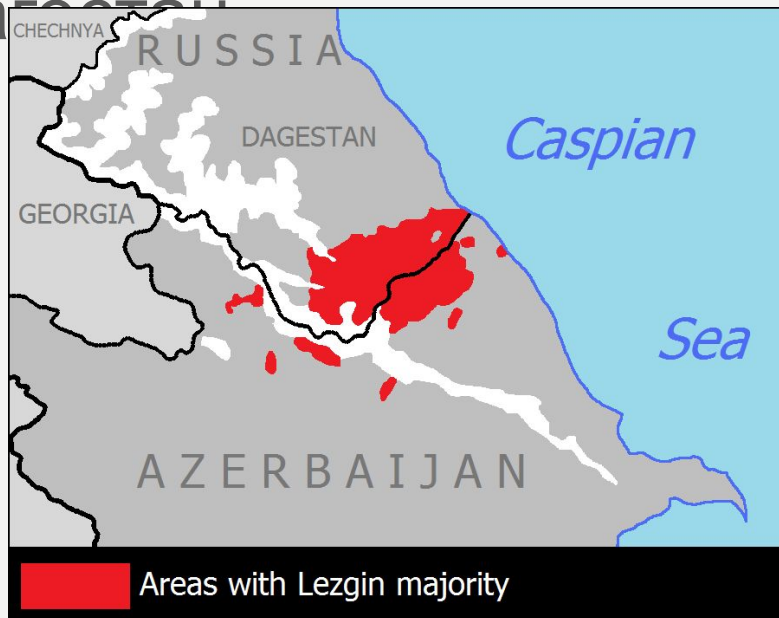 CHECHNYA
RUSSIA
DAGESTAN
Caspian
GEORGIA
Sea
AZERBAIJAN
Areas with Lezgin majority